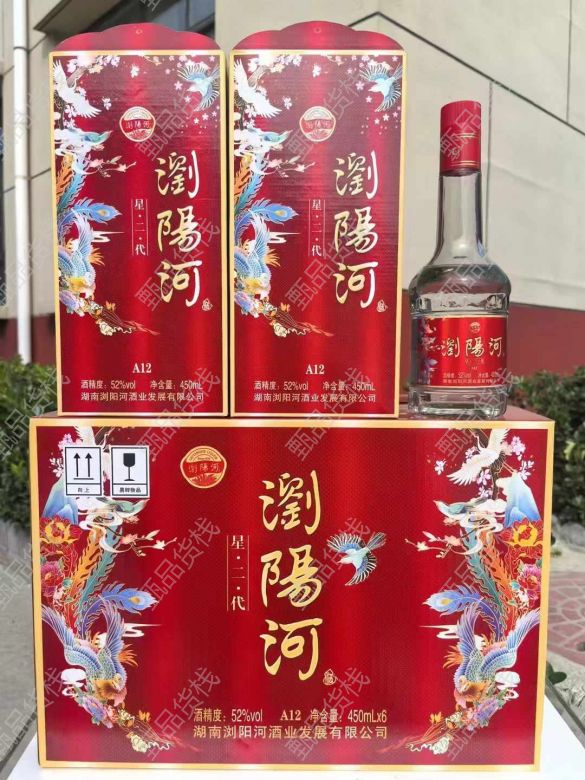 瀏陽河
瀏陽河
星·二·代
A12
酒精度：52%vol 净含量：450mL
湖南浏阳河酒业发展有限公司
瀏陽河
瀏陽河
星·二·代
A12
酒精度：52%vol 净含量：450mL
湖南浏阳河酒业发展有限公司
瀏陽河
向上
易碎物品
瀏陽河
瀏陽河
星·二·代
酒精度：52%vol A12 净含量：450mLx6
湖南浏阳河酒业发展有限公司
甄品货栈